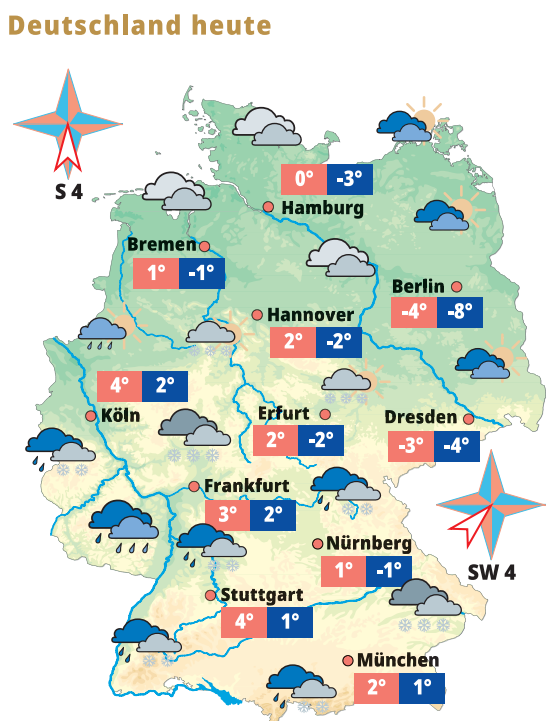 Deutschland heute
S 4
0° -3°
Hamburg
Bremen
1° -1°
Berlin
-4° -8°
Hannover
2° -2°
4° 2°
Köln
Erfurt
2° -2°
Dresden
-3° -4°
Frankfurt
3° 2°
Nürnberg
1° -1°
SW 4
Stuttgart
4° 1°
München
2° 1°